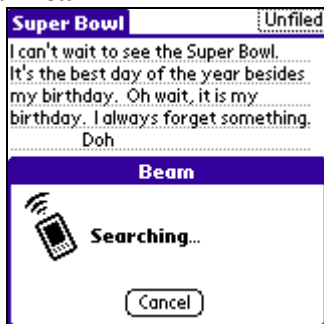 Super Bowl Unfiled
I can't wait to see the Super Bowl.
It's the best day of the year besides
my birthday. Oh wait, it is my
birthday. I always forget something.
Doh
Beam
Searching...
Cancel